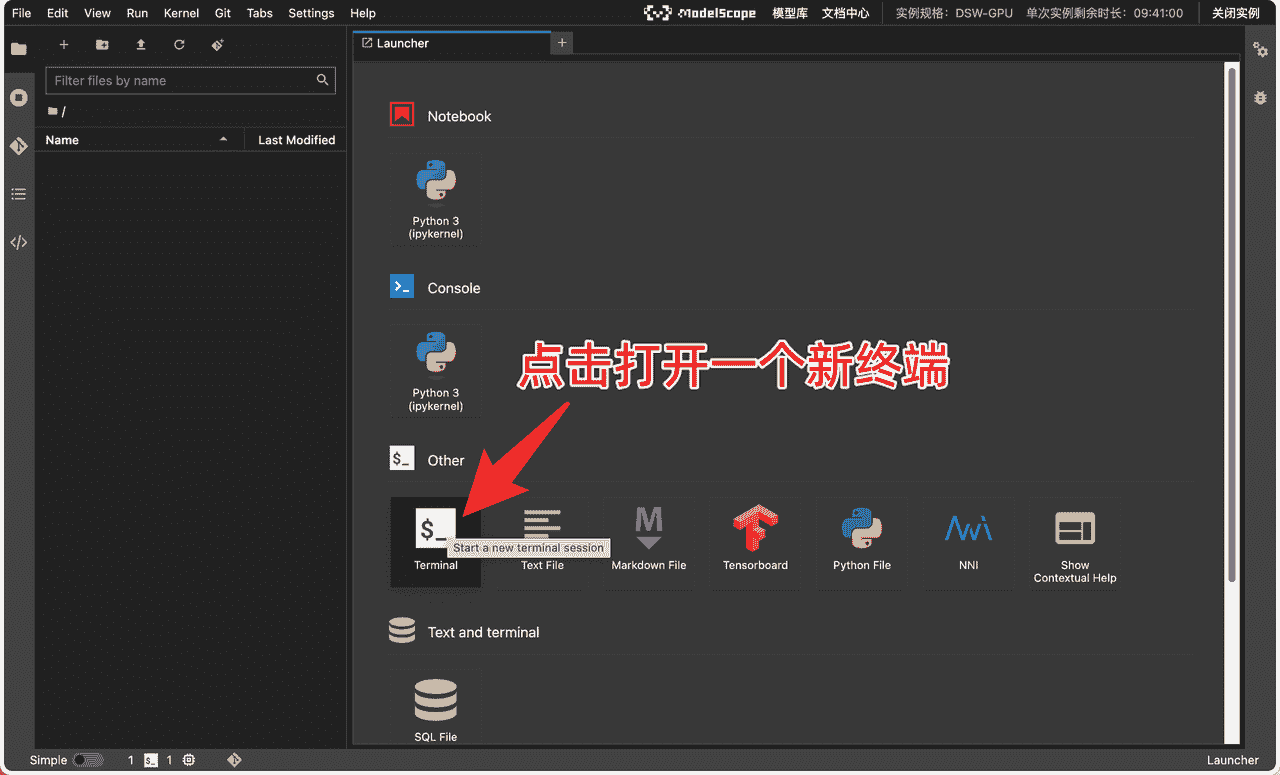 File Edit View Run Kernel Git Tabs Settings Help
ModelScope 模型库 文档中心 实例规格：DSW-GPU 单次实例剩余时长：09:41:00 关闭实例
Launcher
Filter files by name
/
Name Last Modified
Notebook
Python 3
(ipykernel)
Console
>_
Python 3
(ipykernel)
点击打开一个新终端
$_ Other
$_
Start a new terminal session
Terminal
Text File
M
Markdown File
Tensorboard
Python File
NNI
Show
Contextual Help
Text and terminal
SQL File
Simple 1 $_ 1
Launcher